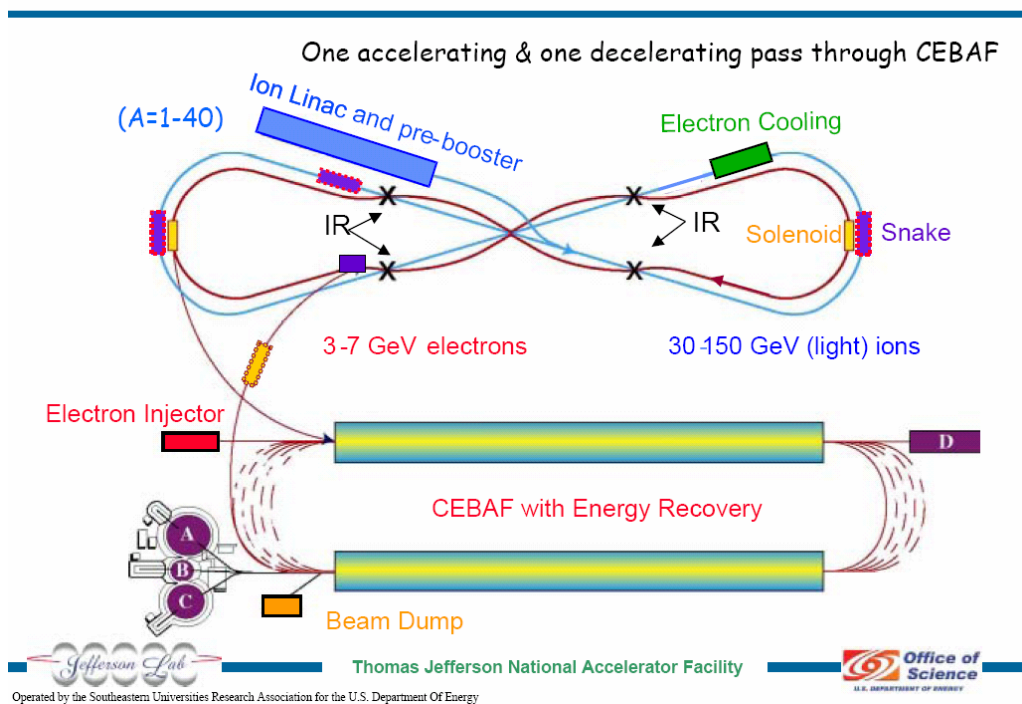 One accelerating & one decelerating pass through CEBAF
Ion Linac and pre-booster
(A=1-40)
Electron Cooling
IR
IR
Solenoid
Snake
3-7 GeV electrons
30-150 GeV (light) ions
Electron Injector
D
CEBAF with Energy Recovery
A
B
C
Beam Dump
Jefferson Lab
Thomas Jefferson National Accelerator Facility
Office of
Science
U.S. DEPARTMENT OF ENERGY
Operated by the Southeastern Universities Research Association for the U.S. Department Of Energy